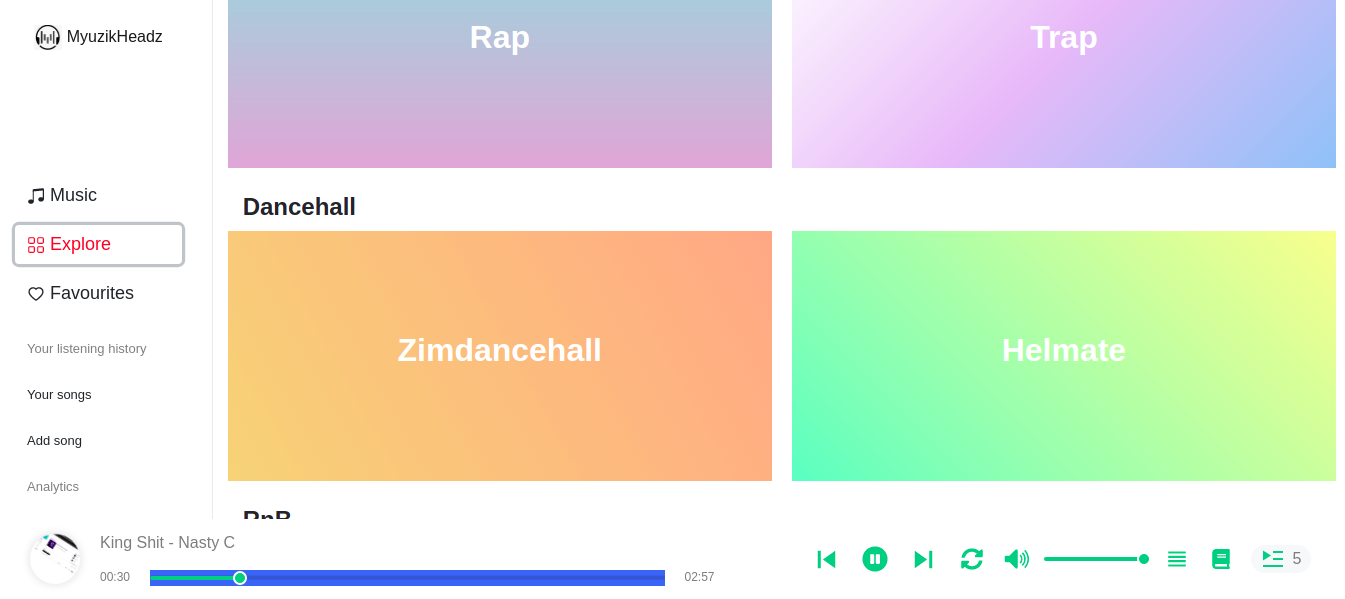 MyuzikHeadz
Rap
Trap
Music
Dancehall
Explore
Favourites
Zimdancehall
Helmate
Your listening history
Your songs
Add song
Analytics
RnB
King Shit - Nasty C
00:30
02:57
5